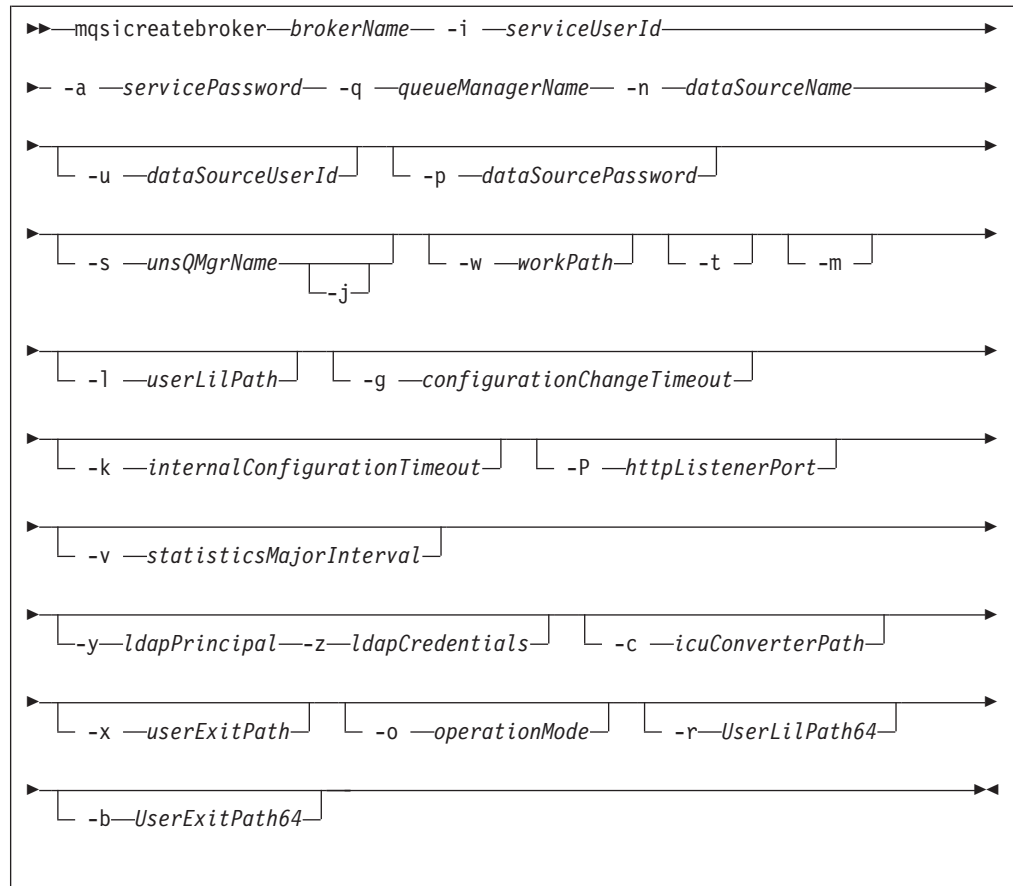 mqsicreatebroker brokerName -i serviceUserId
-a servicePassword -q queueManagerName -n dataSourceName
-u dataSourceUserId -p dataSourcePassword
-s unsQMgrName -w workPath -t -m
-j
-l userLilPath -g configurationChangeTimeout
-k internalConfigurationTimeout -P httpListenerPort
-v statisticsMajorInterval
-y ldapPrincipal -z ldapCredentials -c icuConverterPath
-x userExitPath -o operationMode -r UserLilPath64
-b UserExitPath64